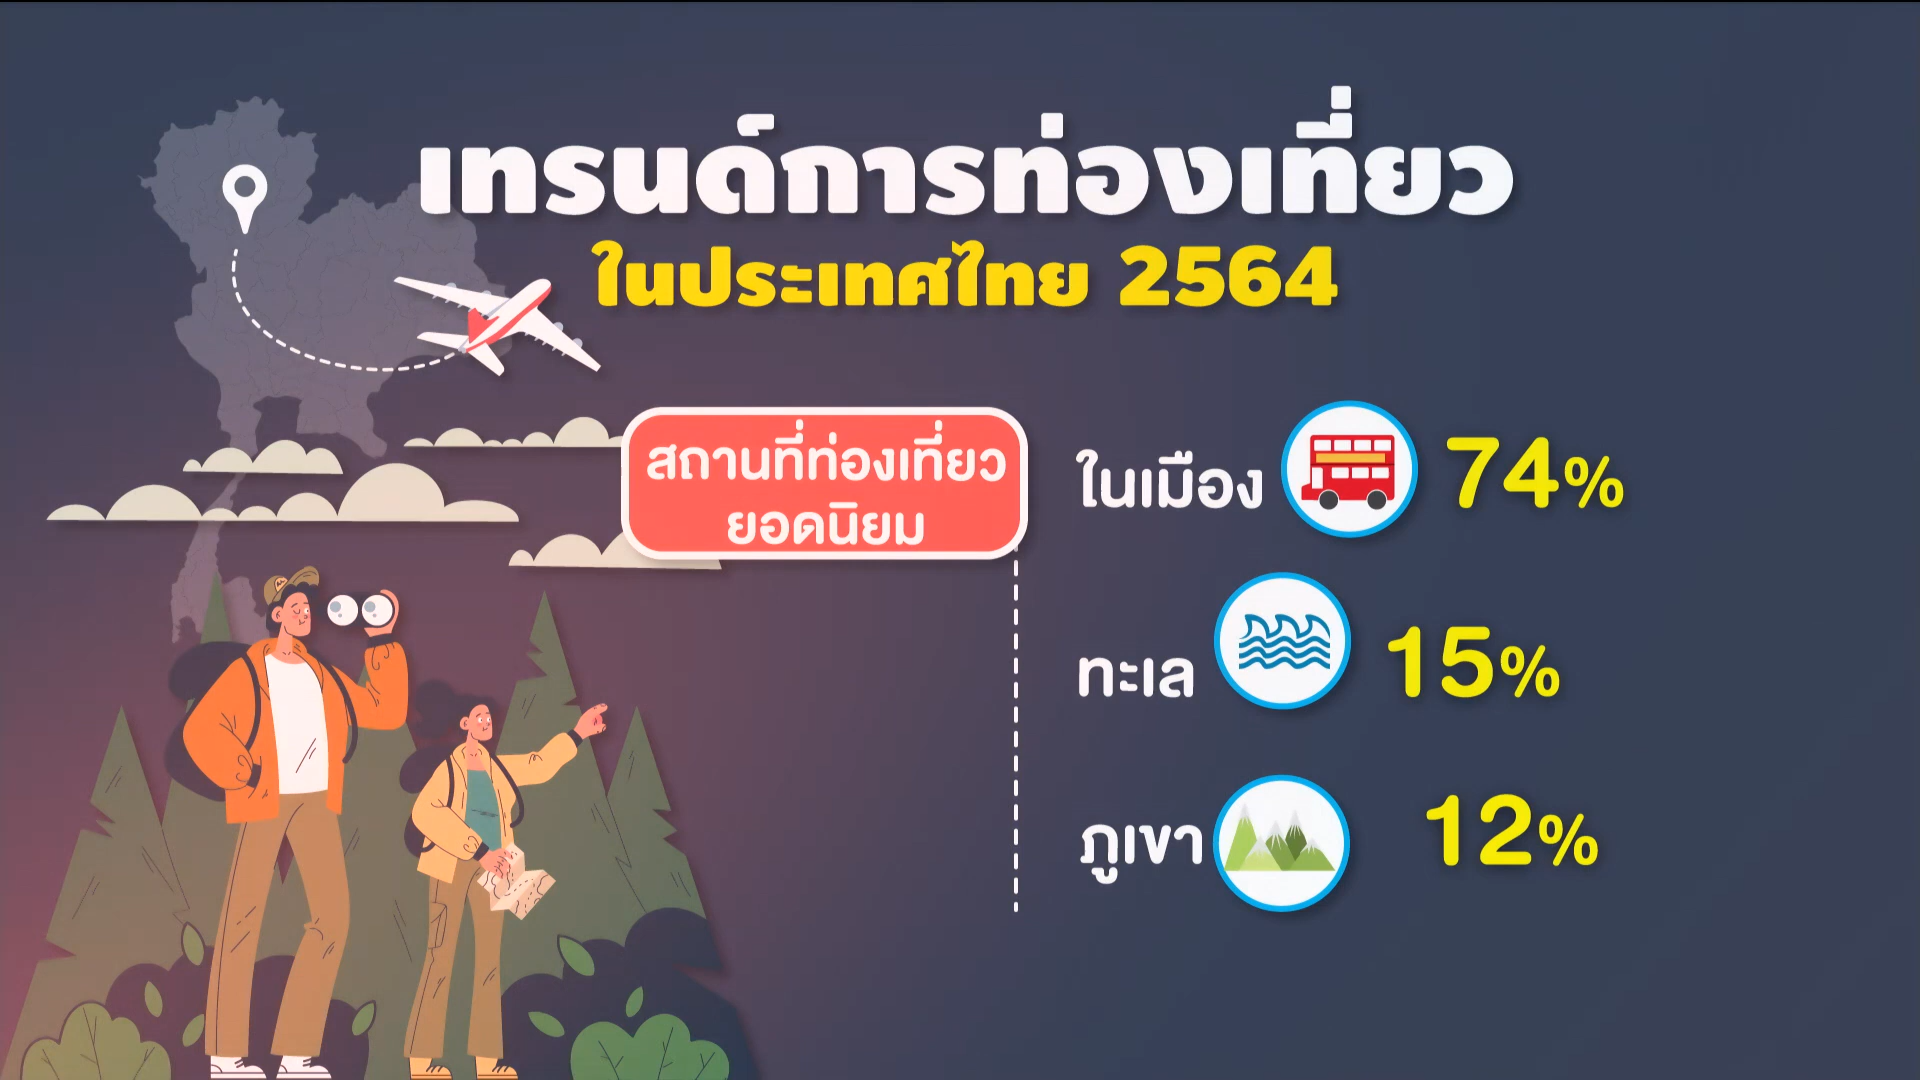 เทรนด์การท่องเที่ยว
ในประเทศไทย 2564
สถานที่ท่องเที่ยว
ยอดนิยม
ในเมือง 74%
ทะเล 15%
ภูเขา 12%